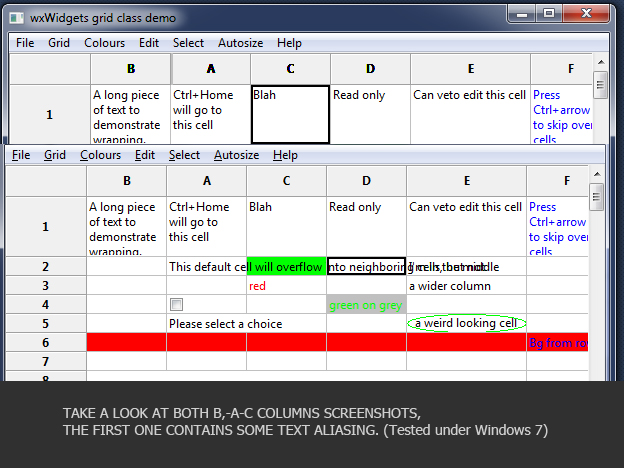 wxWidgets grid class demo
File Grid Colours Edit Select Autosize Help
B A C D E F
1
A long piece of text to demonstrate wrapping.
Ctrl+Home will go to this cell
Blah
Read only
Can veto edit this cell
Press Ctrl+arrow to skip over cells
File Grid Colours Edit Select Autosize Help
B A C D E F
1
A long piece of text to demonstrate wrapping.
Ctrl+Home will go to this cell
Blah
Read only
Can veto edit this cell
Press Ctrl+arrow to skip over cells
2 This default cell will overflow into neighboring cells, but not
3 red a wider column
4 green on grey
5 Please select a choice a weird looking cell
6 Bg from ro
7
8
TAKE A LOOK AT BOTH B,-A-C COLUMNS SCREENSHOTS,
THE FIRST ONE CONTAINS SOME TEXT ALIASING. (Tested under Windows 7)